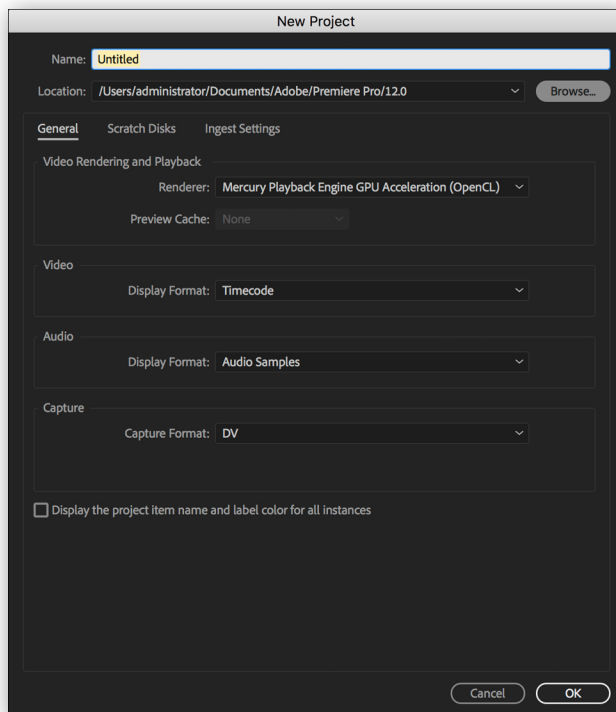 New Project
Name: Untitled
Location: /Users/administrator/Documents/Adobe/Premiere Pro/12.0 Browse...
General Scratch Disks Ingest Settings
Video Rendering and Playback
Renderer: Mercury Playback Engine GPU Acceleration (OpenCL)
Preview Cache: None
Video
Display Format: Timecode
Audio
Display Format: Audio Samples
Capture
Capture Format: DV
Display the project item name and label color for all instances
Cancel OK